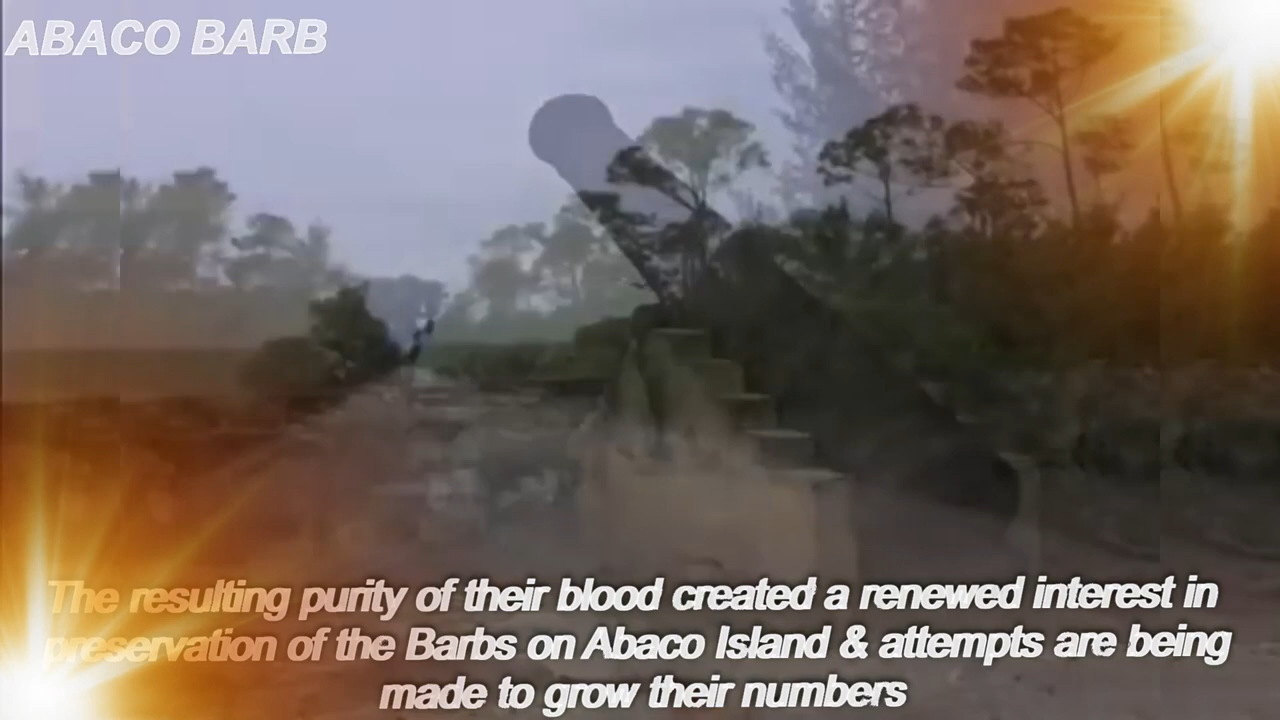 ABACO BARB
The resulting purity of their blood created a renewed interest in
preservation of the Barbs on Abaco Island & attempts are being
made to grow their numbers